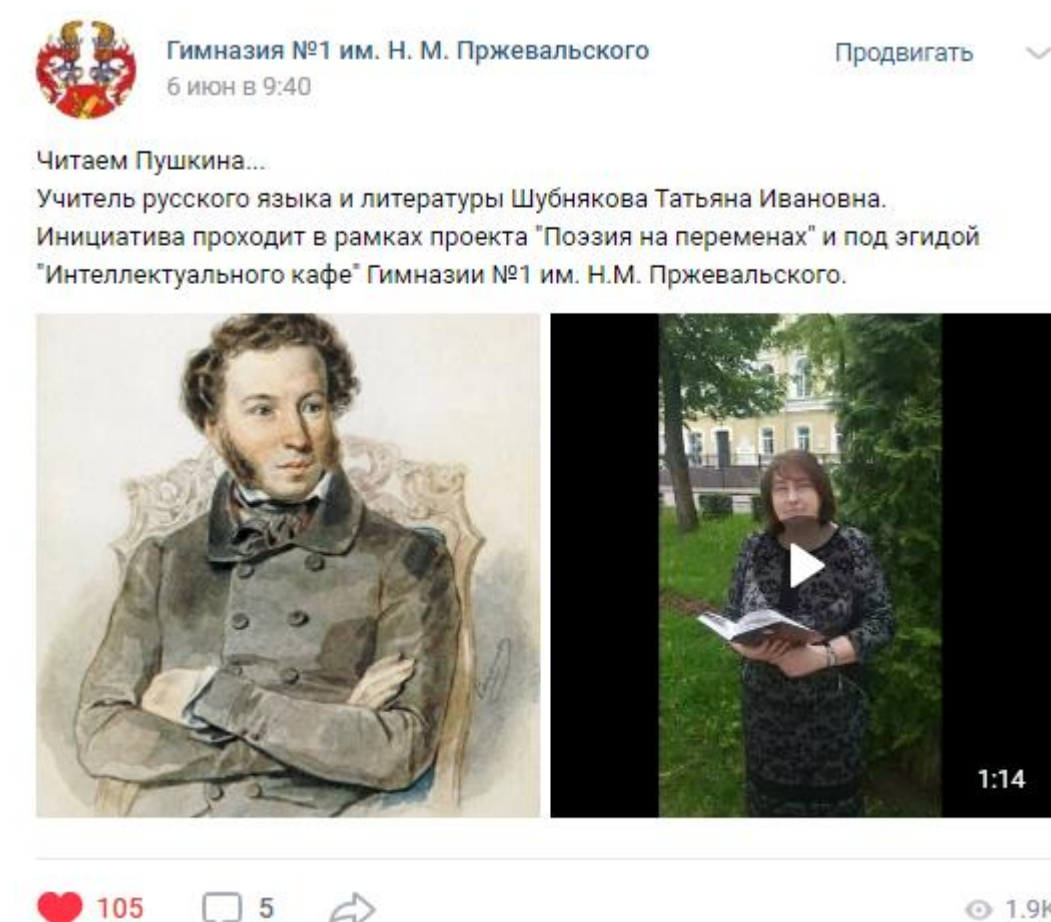 Гимназия №1 им. Н. М. Пржевальского
Продвигать
6 июн в 9:40
Читаем Пушкина...
Учитель русского языка и литературы Шубнякова Татьяна Ивановна.
Инициатива проходит в рамках проекта "Поэзия на переменах" и под эгидой
"Интеллектуального кафе" Гимназии №1 им. Н.М. Пржевальского.
1:14
105
5
1.9K